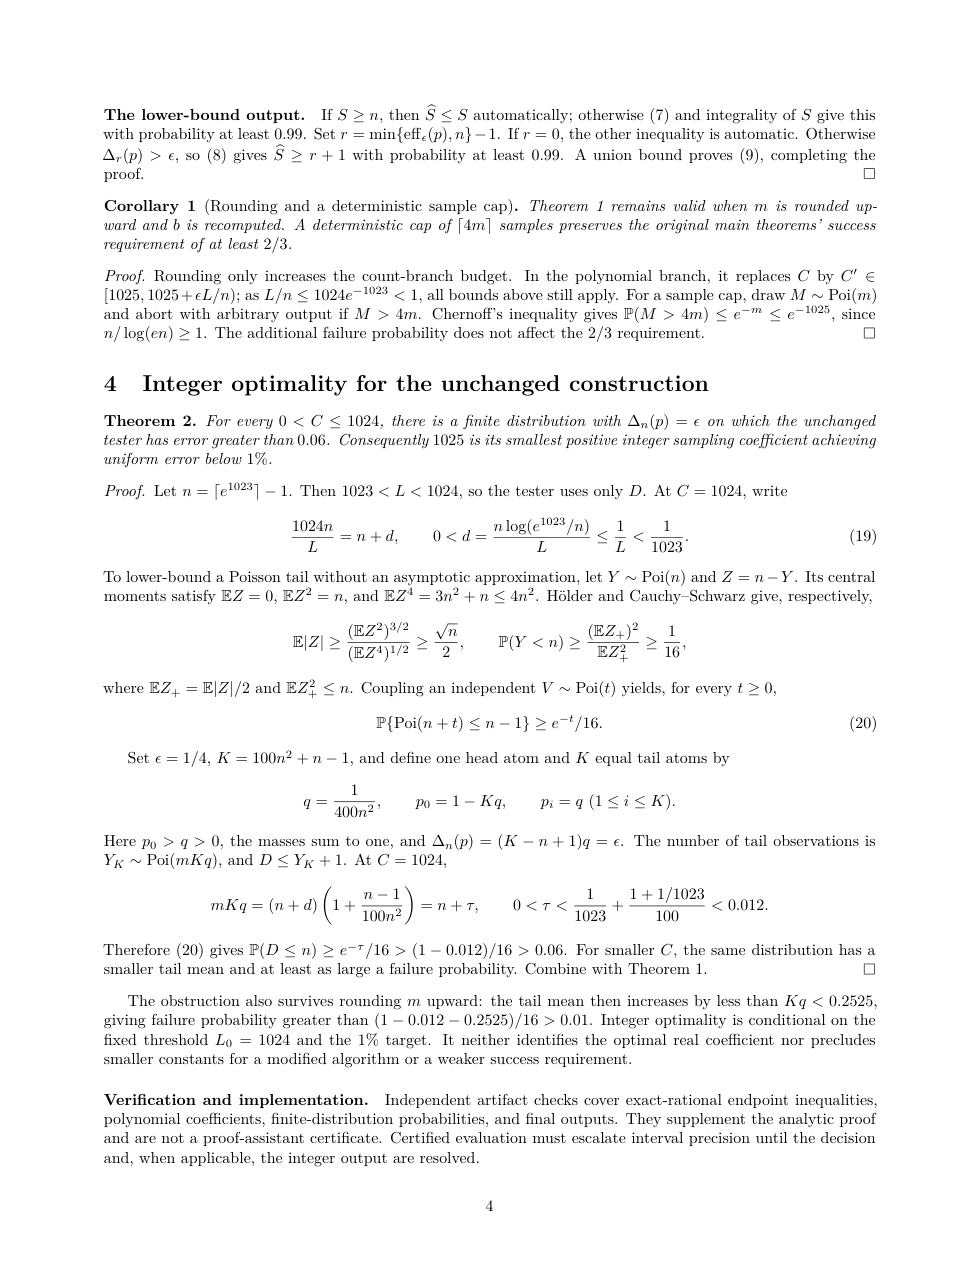 The lower-bound output. If S ≥ n, then Ŝ ≤ S automatically; otherwise (7) and integrality of S give this
with probability at least 0.99. Set r = min{eff_ϵ(p), n} − 1. If r = 0, the other inequality is automatic. Otherwise
Δ_r(p) > ϵ, so (8) gives Ŝ ≥ r + 1 with probability at least 0.99. A union bound proves (9), completing the
proof. □
Corollary 1 (Rounding and a deterministic sample cap). Theorem 1 remains valid when m is rounded up-
ward and b is recomputed. A deterministic cap of ⌈4m⌉ samples preserves the original main theorems' success
requirement of at least 2/3.
Proof. Rounding only increases the count-branch budget. In the polynomial branch, it replaces C by C′ ∈
[1025, 1025 + ϵL/n); as L/n ≤ 1024e^{−1023} < 1, all bounds above still apply. For a sample cap, draw M ∼ Poi(m)
and abort with arbitrary output if M > 4m. Chernoff's inequality gives ℙ(M > 4m) ≤ e^{−m} ≤ e^{−1025}, since
n/ log(en) ≥ 1. The additional failure probability does not affect the 2/3 requirement. □
4 Integer optimality for the unchanged construction
Theorem 2. For every 0 < C ≤ 1024, there is a finite distribution with Δ_n(p) = ϵ on which the unchanged
tester has error greater than 0.06. Consequently 1025 is its smallest positive integer sampling coefficient achieving
uniform error below 1%.
Proof. Let n = ⌈e^{1023}⌉ − 1. Then 1023 < L < 1024, so the tester uses only D. At C = 1024, write
1024n/L = n + d, 0 < d = n log(e^{1023}/n)/L ≤ 1/L < 1/1023. (19)
To lower-bound a Poisson tail without an asymptotic approximation, let Y ∼ Poi(n) and Z = n − Y. Its central
moments satisfy 𝔼Z = 0, 𝔼Z² = n, and 𝔼Z⁴ = 3n² + n ≤ 4n². Hölder and Cauchy–Schwarz give, respectively,
𝔼|Z| ≥ (𝔼Z²)^{3/2}/(𝔼Z⁴)^{1/2} ≥ √n/2, ℙ(Y < n) ≥ (𝔼Z₊)²/𝔼Z₊² ≥ 1/16,
where 𝔼Z₊ = 𝔼|Z|/2 and 𝔼Z₊² ≤ n. Coupling an independent V ∼ Poi(t) yields, for every t ≥ 0,
ℙ{Poi(n + t) ≤ n − 1} ≥ e^{−t}/16. (20)
Set ϵ = 1/4, K = 100n² + n − 1, and define one head atom and K equal tail atoms by
q = 1/(400n²), p₀ = 1 − Kq, p_i = q (1 ≤ i ≤ K).
Here p₀ > q > 0, the masses sum to one, and Δ_n(p) = (K − n + 1)q = ϵ. The number of tail observations is
Y_K ∼ Poi(mKq), and D ≤ Y_K + 1. At C = 1024,
mKq = (n + d)(1 + (n − 1)/(100n²)) = n + τ, 0 < τ < 1/1023 + (1 + 1/1023)/100 < 0.012.
Therefore (20) gives ℙ(D ≤ n) ≥ e^{−τ}/16 > (1 − 0.012)/16 > 0.06. For smaller C, the same distribution has a
smaller tail mean and at least as large a failure probability. Combine with Theorem 1. □
The obstruction also survives rounding m upward: the tail mean then increases by less than Kq < 0.2525,
giving failure probability greater than (1 − 0.012 − 0.2525)/16 > 0.01. Integer optimality is conditional on the
fixed threshold L₀ = 1024 and the 1% target. It neither identifies the optimal real coefficient nor precludes
smaller constants for a modified algorithm or a weaker success requirement.
Verification and implementation. Independent artifact checks cover exact-rational endpoint inequalities,
polynomial coefficients, finite-distribution probabilities, and final outputs. They supplement the analytic proof
and are not a proof-assistant certificate. Certified evaluation must escalate interval precision until the decision
and, when applicable, the integer output are resolved.
4